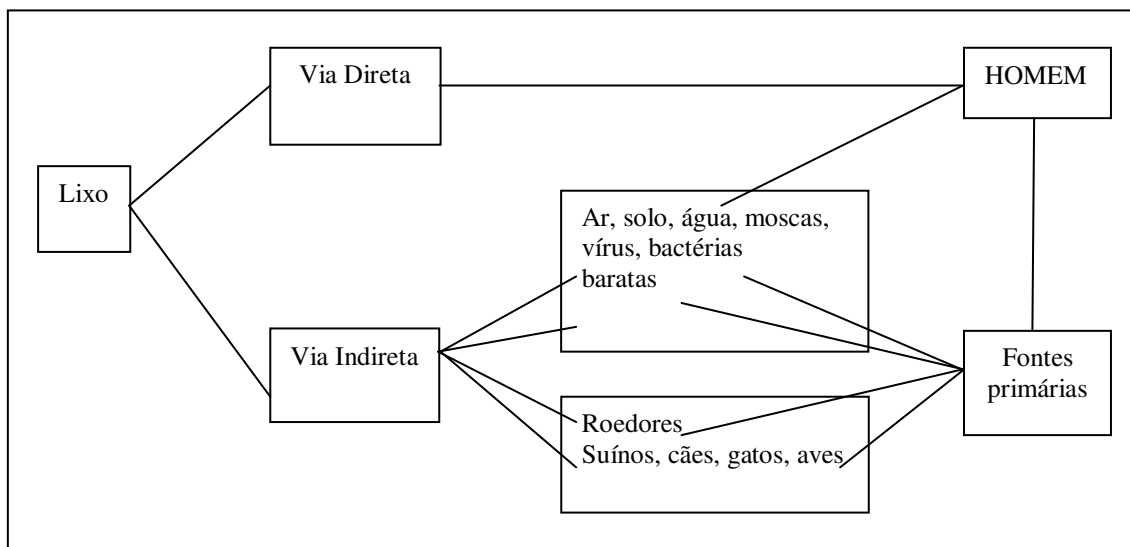 Via Direta
HOMEM
Lixo
Ar, solo, água, moscas,
vírus, bactérias
baratas
Via Indireta
Fontes
primárias
Roedores
Suínos, cães, gatos, aves